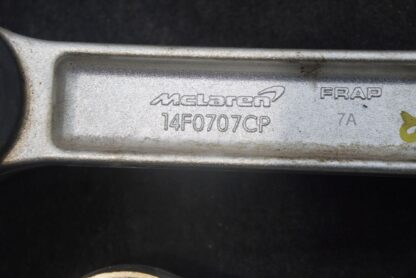 McLaren FRAP
14F0707CP 7A